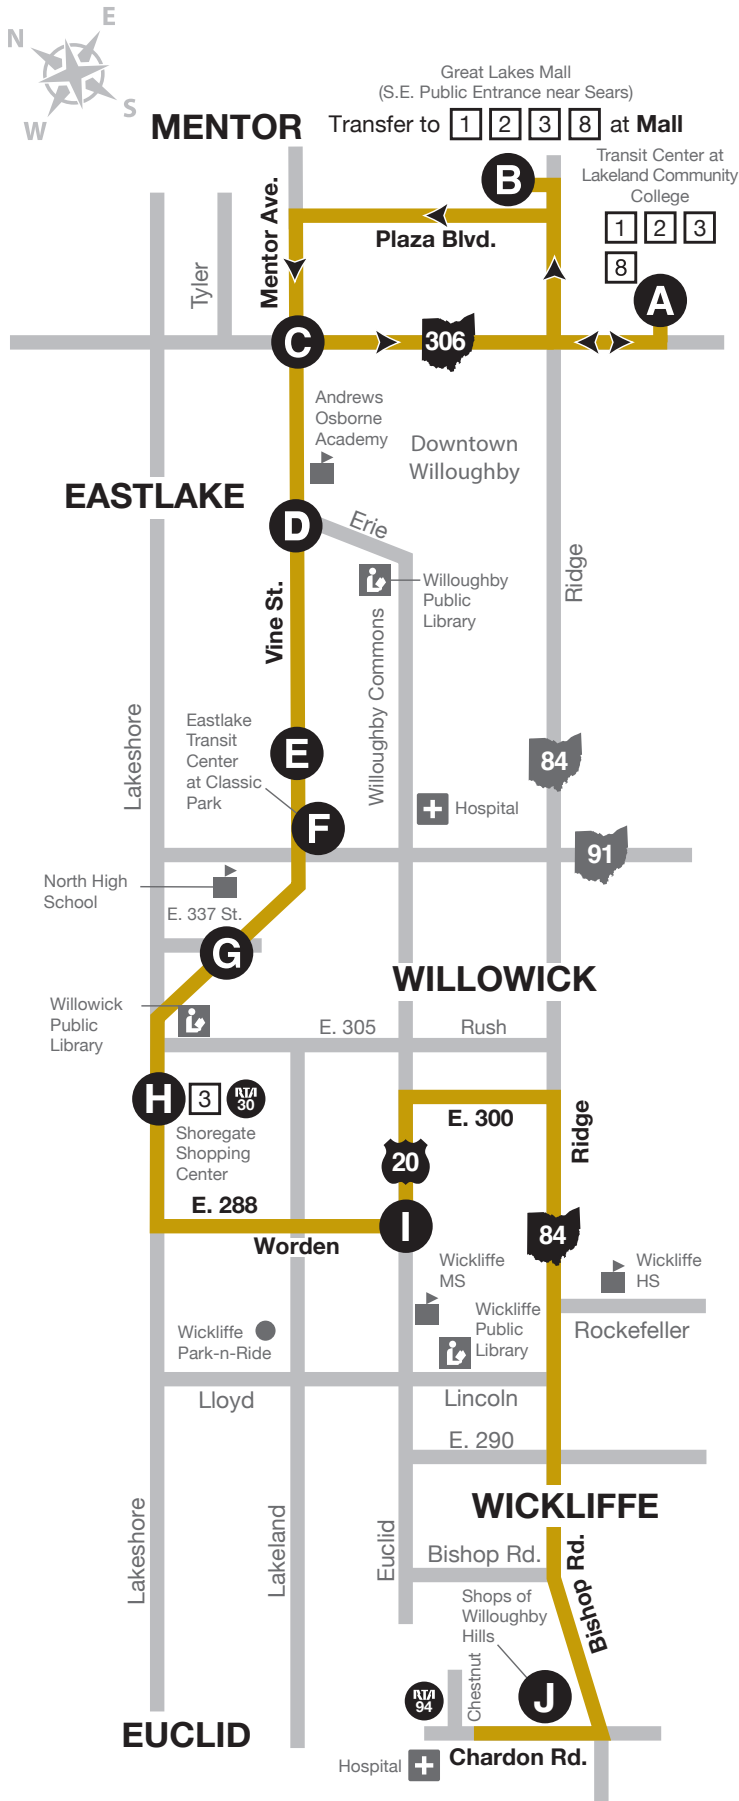 E
N
S
W
Great Lakes Mall
(S.E. Public Entrance near Sears)
MENTOR
Transfer to 1 2 3 8 at Mall
Transit Center at
Lakeland Community
College
1 2 3
8
B
A
Mentor Ave.
Plaza Blvd.
Tyler
C
306
Andrews
Osborne
Academy
Downtown
Willoughby
EASTLAKE
D
Erie
Ridge
Willoughby
Public
Library
Vine St.
Willoughby Commons
Lakeshore
Eastlake
Transit
Center
at Classic
Park
E
84
F
Hospital
91
North High
School
E. 337 St.
G
WILLOWICK
Willowick
Public
Library
E. 305
Rush
H
3
RTA
30
Shoregate
Shopping
Center
E. 300
Ridge
20
E. 288
Worden
I
84
Wickliffe
MS
Wickliffe
HS
Wickliffe
Public
Library
Rockefeller
Wickliffe
Park-n-Ride
Lloyd
Lincoln
E. 290
WICKLIFFE
Lakeshore
Lakeland
Euclid
Bishop Rd.
Bishop Rd.
Shops of
Willoughby
Hills
Chestnut
RTA
94
J
EUCLID
Hospital
Chardon Rd.